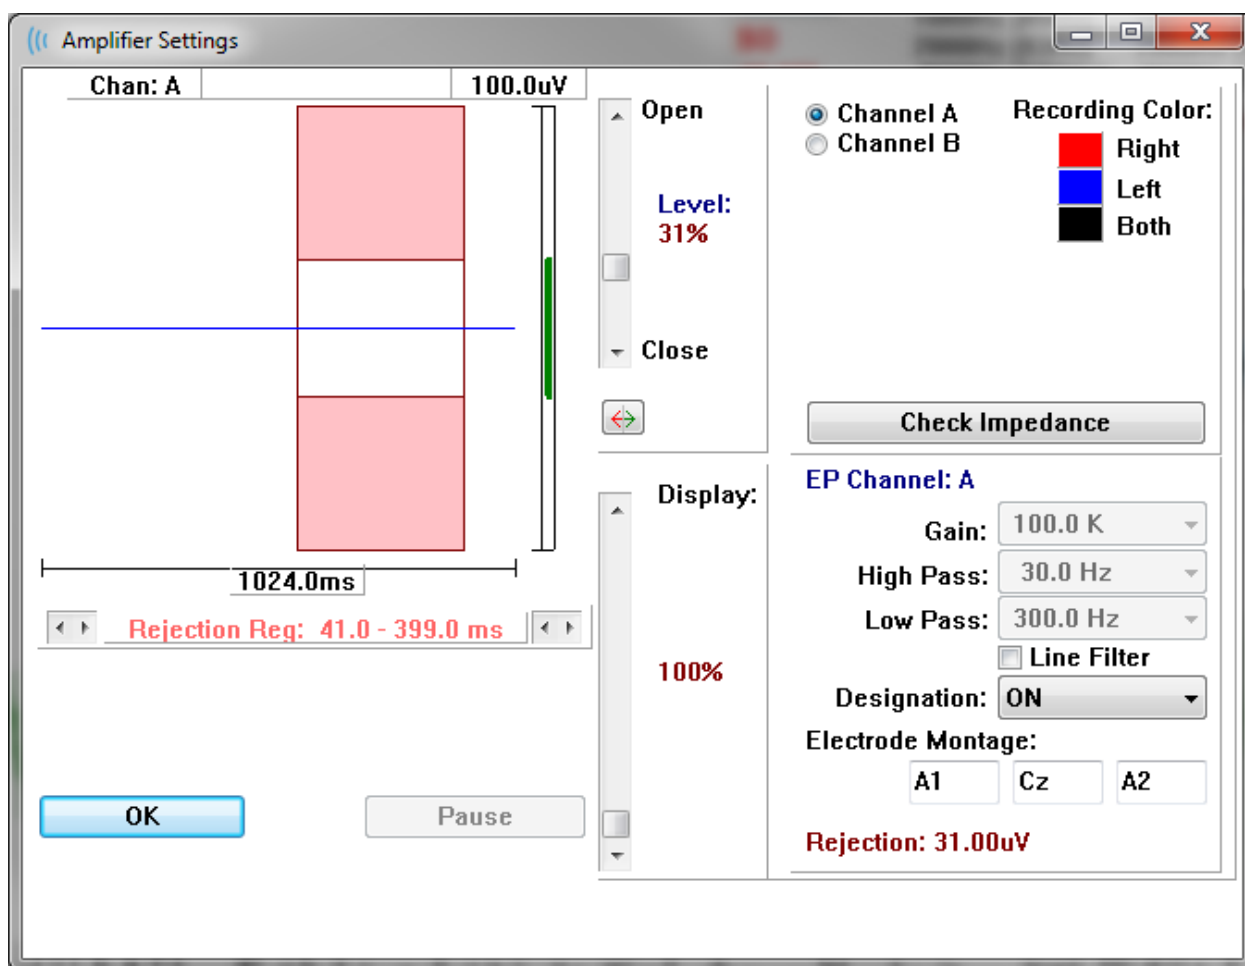 Amplifier Settings
Chan: A
100.0uV
1024.0ms
Rejection Reg: 41.0 - 399.0 ms
OK
Pause
Open
Level:
31%
Close
Display:
100%
Channel A
Channel B
Recording Color:
Right
Left
Both
Check Impedance
EP Channel: A
Gain: 100.0 K
High Pass: 30.0 Hz
Low Pass: 300.0 Hz
Line Filter
Designation: ON
Electrode Montage:
A1 Cz A2
Rejection: 31.00uV